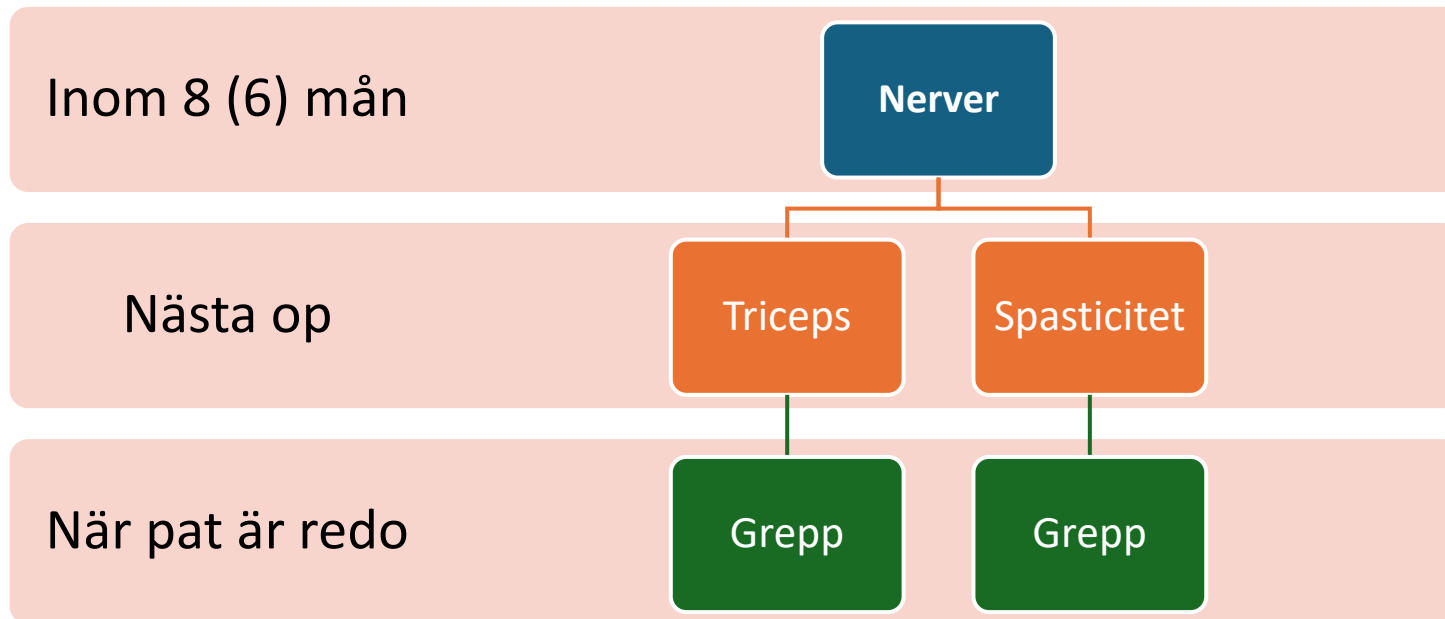 Inom 8 (6) mån
Nerver
Nästa op
Triceps
Spasticitet
När pat är redo
Grepp
Grepp